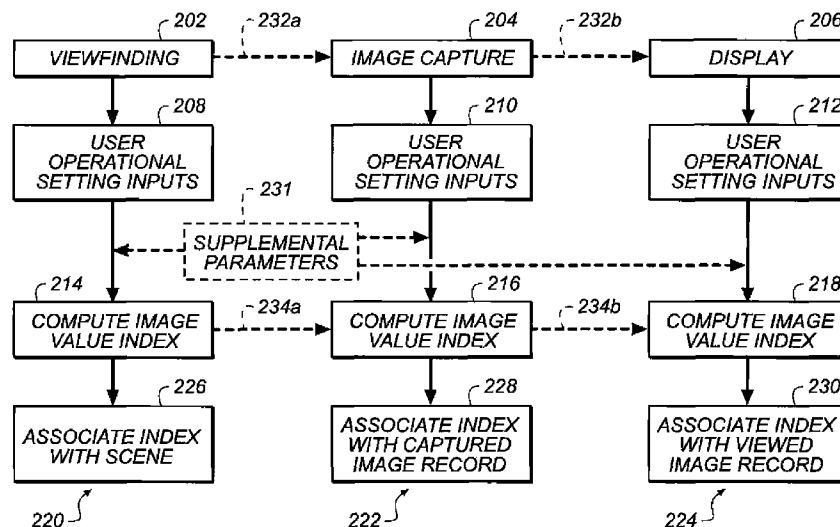 202
232a
204
232b
206
VIEWFINDING
IMAGE CAPTURE
DISPLAY
208
210
212
USER
OPERATIONAL
SETTING INPUTS
USER
OPERATIONAL
SETTING INPUTS
USER
OPERATIONAL
SETTING INPUTS
231
SUPPLEMENTAL
PARAMETERS
214
234a
216
234b
218
COMPUTE IMAGE
VALUE INDEX
COMPUTE IMAGE
VALUE INDEX
COMPUTE IMAGE
VALUE INDEX
226
228
230
ASSOCIATE INDEX
WITH SCENE
ASSOCIATE INDEX
WITH CAPTURED
IMAGE RECORD
ASSOCIATE INDEX
WITH VIEWED
IMAGE RECORD
220
222
224